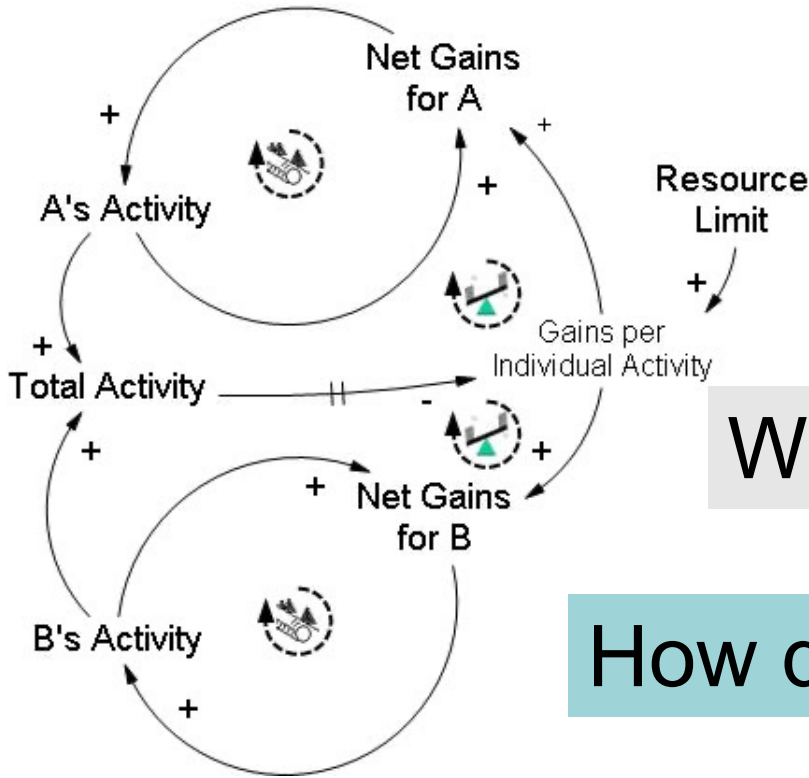 Net Gains
for A
+
+
+
A's Activity
Resource
Limit
+
Gains per
Individual Activity
+
Total Activity
-
+
+
+
Net Gains
for B
B's Activity
+
W
How